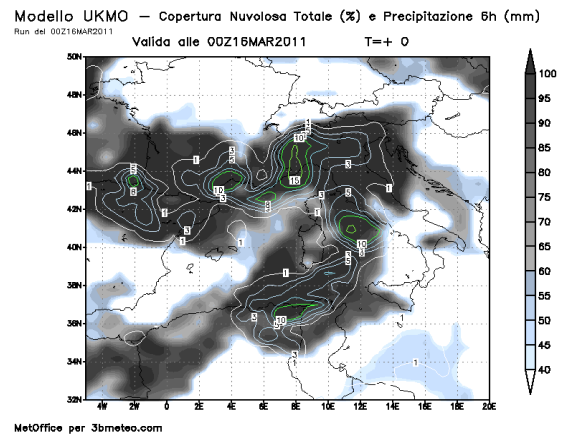 Modello UKMO – Copertura Nuvolosa Totale (%) e Precipitazione 6h (mm)
Run del 00Z16MAR2011
Valida alle 00Z16MAR2011 T=+ 0
50N
48N
46N
44N
42N
40N
38N
36N
34N
32N
4W 2W 0 2E 4E 6E 8E 10E 12E 14E 16E 18E 20E
100
95
90
85
80
75
70
65
60
55
50
45
40
MetOffice per 3bmeteo.com